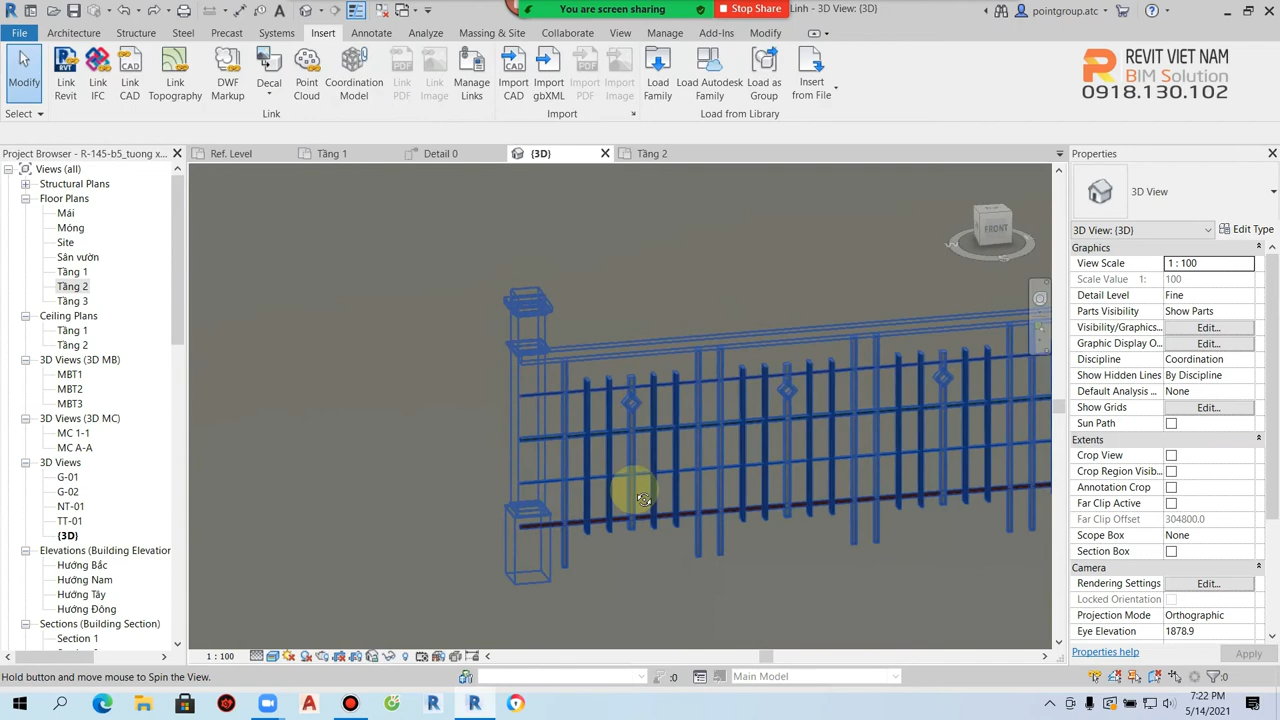 You are screen sharing
Stop Share
Linh - 3D View: {3D}
pointgroup.atc
File
Architecture
Structure
Steel
Precast
Systems
Insert
Annotate
Analyze
Massing & Site
Collaborate
View
Manage
Add-Ins
Modify
Modify
Link Revit
Link IFC
Link CAD
Link Topography
DWF Markup
Decal
Point Cloud
Coordination Model
Link PDF
Link Image
Manage Links
Import CAD
Import gbXML
Import PDF
Import Image
Load Family
Load Autodesk Family
Load as Group
Insert from File
REVIT VIET NAM
BIM Solution
0918.130.102
Select
Link
Import
Load from Library
Project Browser - R-145-b5_tuong x...
Ref. Level
Tầng 1
Detail 0
{3D}
Tầng 2
Views (all)
Structural Plans
Floor Plans
Mái
Móng
Site
Sân vườn
Tầng 1
Tầng 2
Tầng 3
Ceiling Plans
Tầng 1
Tầng 2
3D Views (3D MB)
MBT1
MBT2
MBT3
3D Views (3D MC)
MC 1-1
MC A-A
3D Views
G-01
G-02
NT-01
TT-01
{3D}
Elevations (Building Elevation
Hướng Bắc
Hướng Nam
Hướng Tây
Hướng Đông
Sections (Building Section)
Section 1
FRONT
Properties
3D View
3D View: {3D}
Edit Type
Graphics
View Scale 1 : 100
Scale Value 1: 100
Detail Level Fine
Parts Visibility Show Parts
Visibility/Graphics... Edit...
Graphic Display O... Edit...
Discipline Coordination
Show Hidden Lines By Discipline
Default Analysis ... None
Show Grids Edit...
Sun Path
Extents
Crop View
Crop Region Visib...
Annotation Crop
Far Clip Active
Far Clip Offset 304800.0
Scope Box None
Section Box
Camera
Rendering Settings Edit...
Locked Orientation
Projection Mode Orthographic
Eye Elevation 1878.9
Properties help
Apply
1 : 100
Hold button and move mouse to Spin the View.
:0
Main Model
:0
7:22 PM
5/14/2021